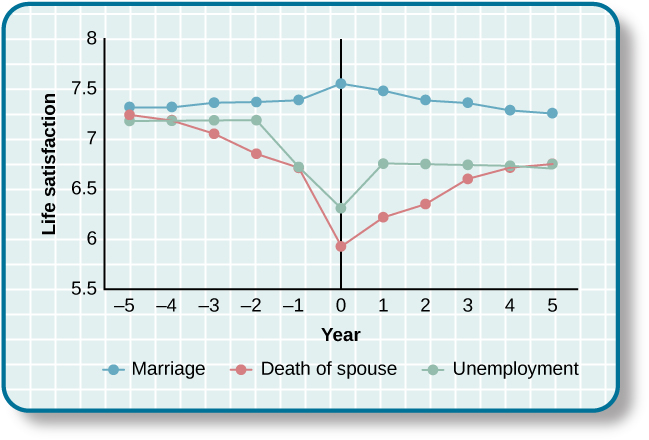 8
7.5
7
6.5
6
5.5
Life satisfaction
–5 –4 –3 –2 –1 0 1 2 3 4 5
Year
Marriage Death of spouse Unemployment